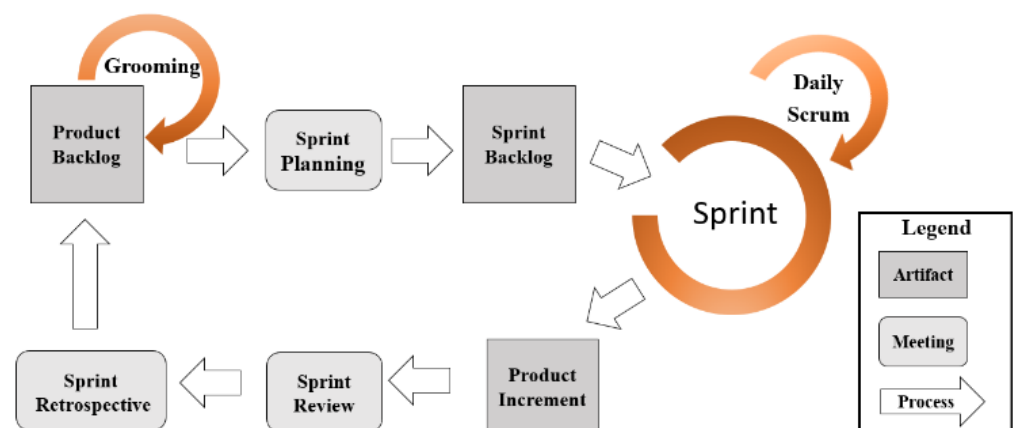 Grooming
Product
Backlog
Sprint
Planning
Sprint
Backlog
Daily
Scrum
Sprint
Legend
Artifact
Meeting
Process
Sprint
Retrospective
Sprint
Review
Product
Increment